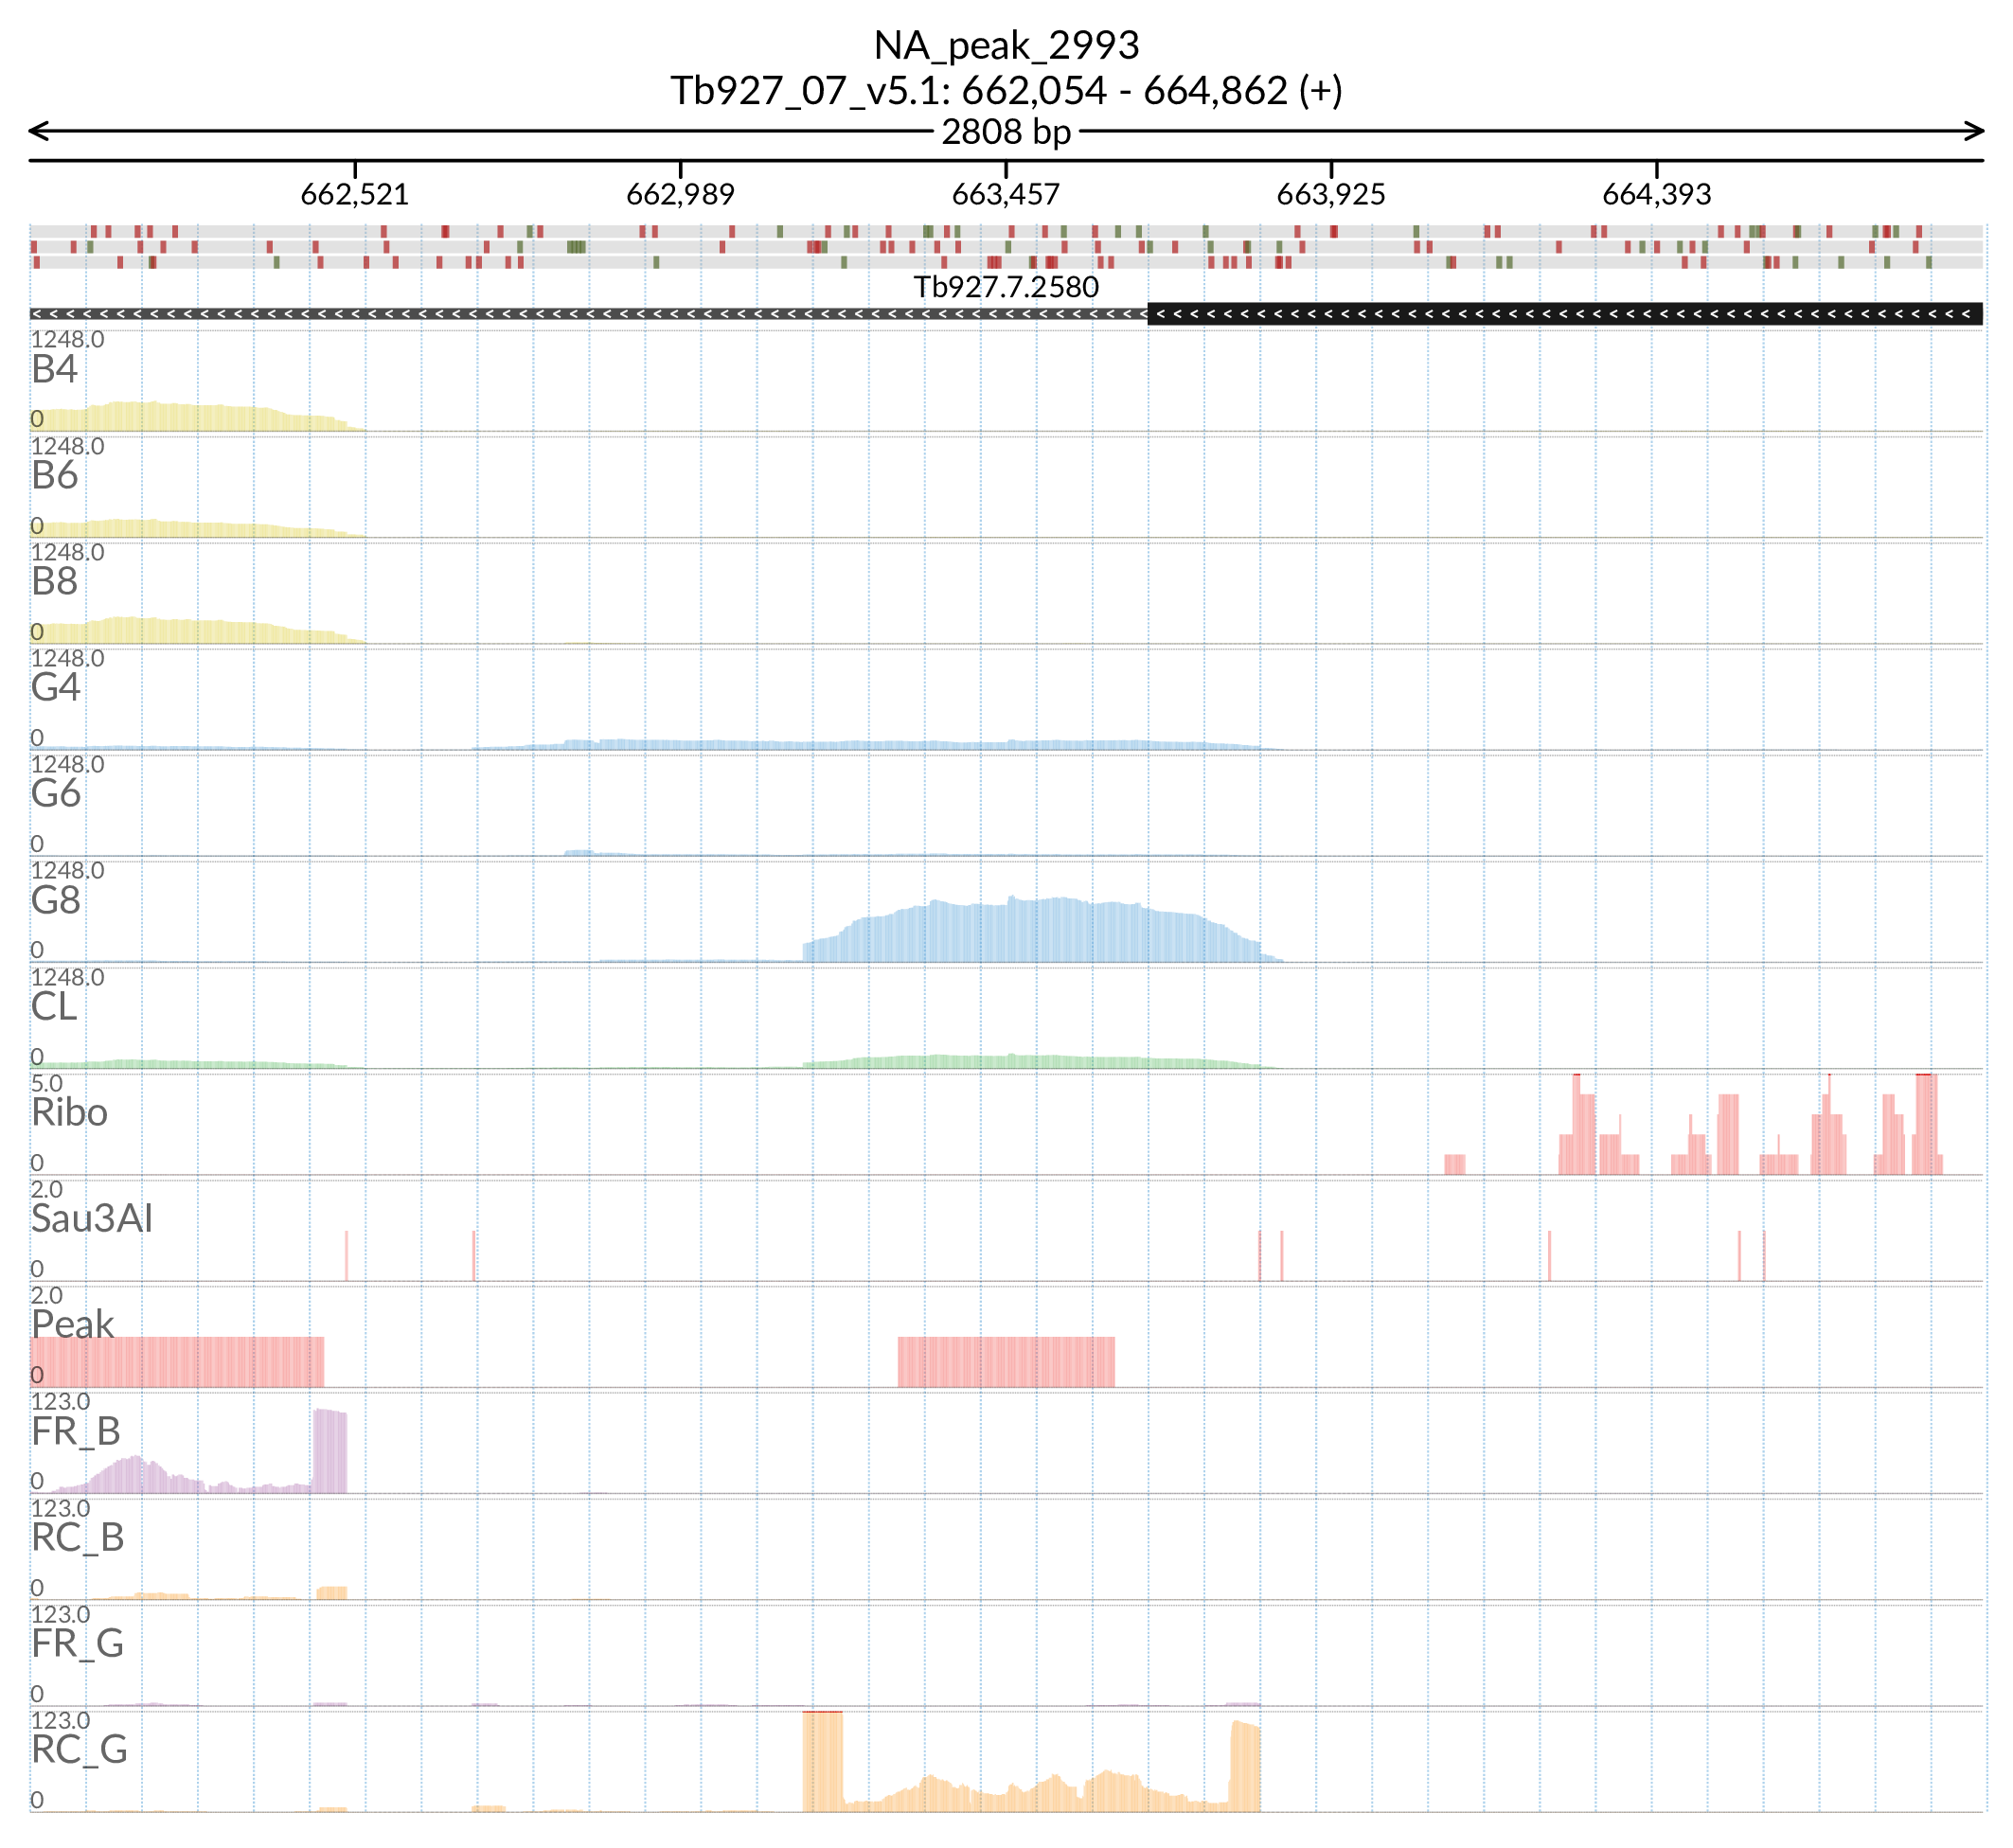 NA_peak_2993
Tb927_07_v5.1: 662,054 - 664,862 (+)
2808 bp
662,521 662,989 663,457 663,925 664,393
Tb927.7.2580
1248.0
B4
0
1248.0
B6
0
1248.0
B8
0
1248.0
G4
0
1248.0
G6
0
1248.0
G8
0
1248.0
CL
0
5.0
Ribo
0
2.0
Sau3AI
0
2.0
Peak
0
123.0
FR_B
0
123.0
RC_B
0
123.0
FR_G
0
123.0
RC_G
0